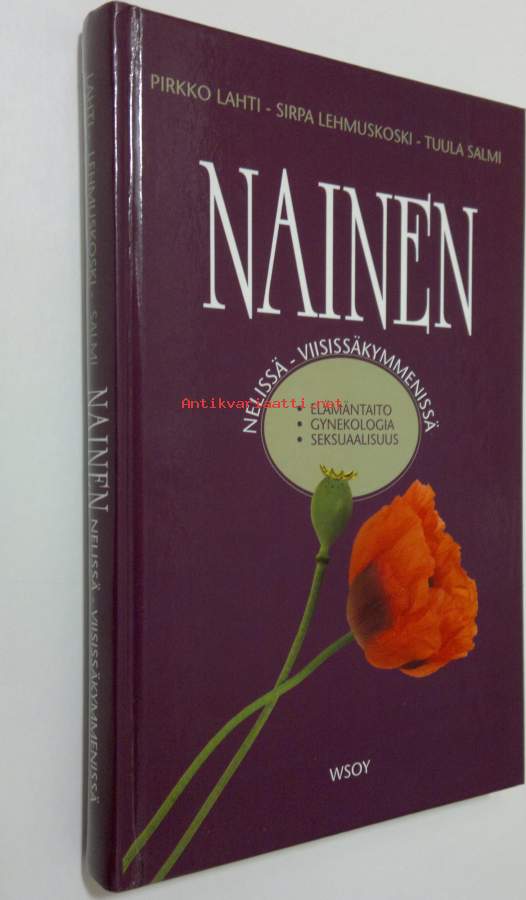 PIRKKO LAHTI - SIRPA LEHMUSKOSKI - TUULA SALMI
NAINEN
NELISSÄ - VIISISSÄKYMMENISSÄ
• ELÄMÄNTAITO
• GYNEKOLOGIA
• SEKSUAALISUUS
WSOY
LAHTI - LEHMUSKOSKI - SALMI NAINEN NELISSÄ - VIISISSÄKYMMENISSÄ
Antikvariaatti.net